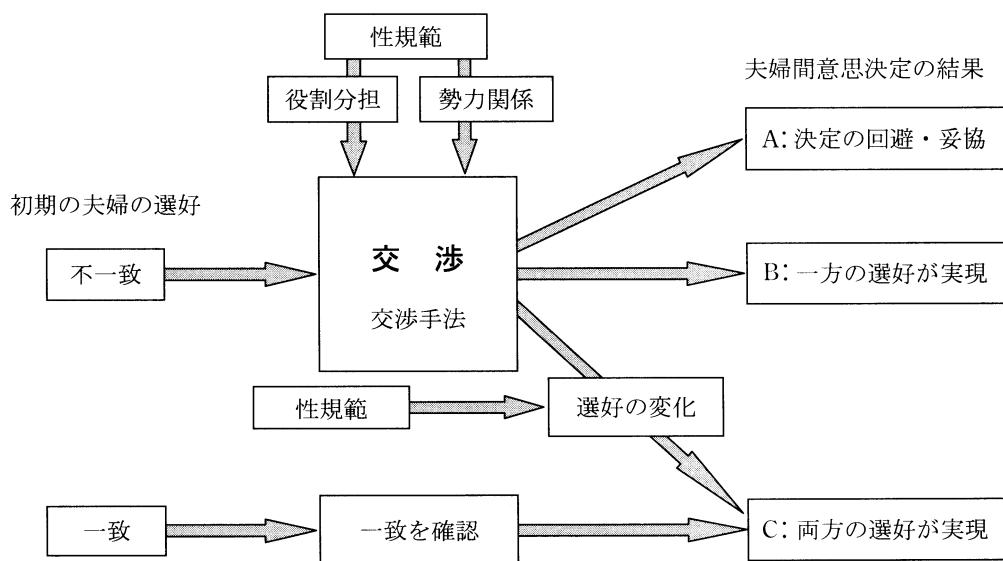 性規範
役割分担
勢力関係
夫婦間意思決定の結果
A: 決定の回避・妥協
初期の夫婦の選好
不一致
交 渉
交渉手法
B: 一方の選好が実現
性規範
選好の変化
一致
一致を確認
C: 両方の選好が実現